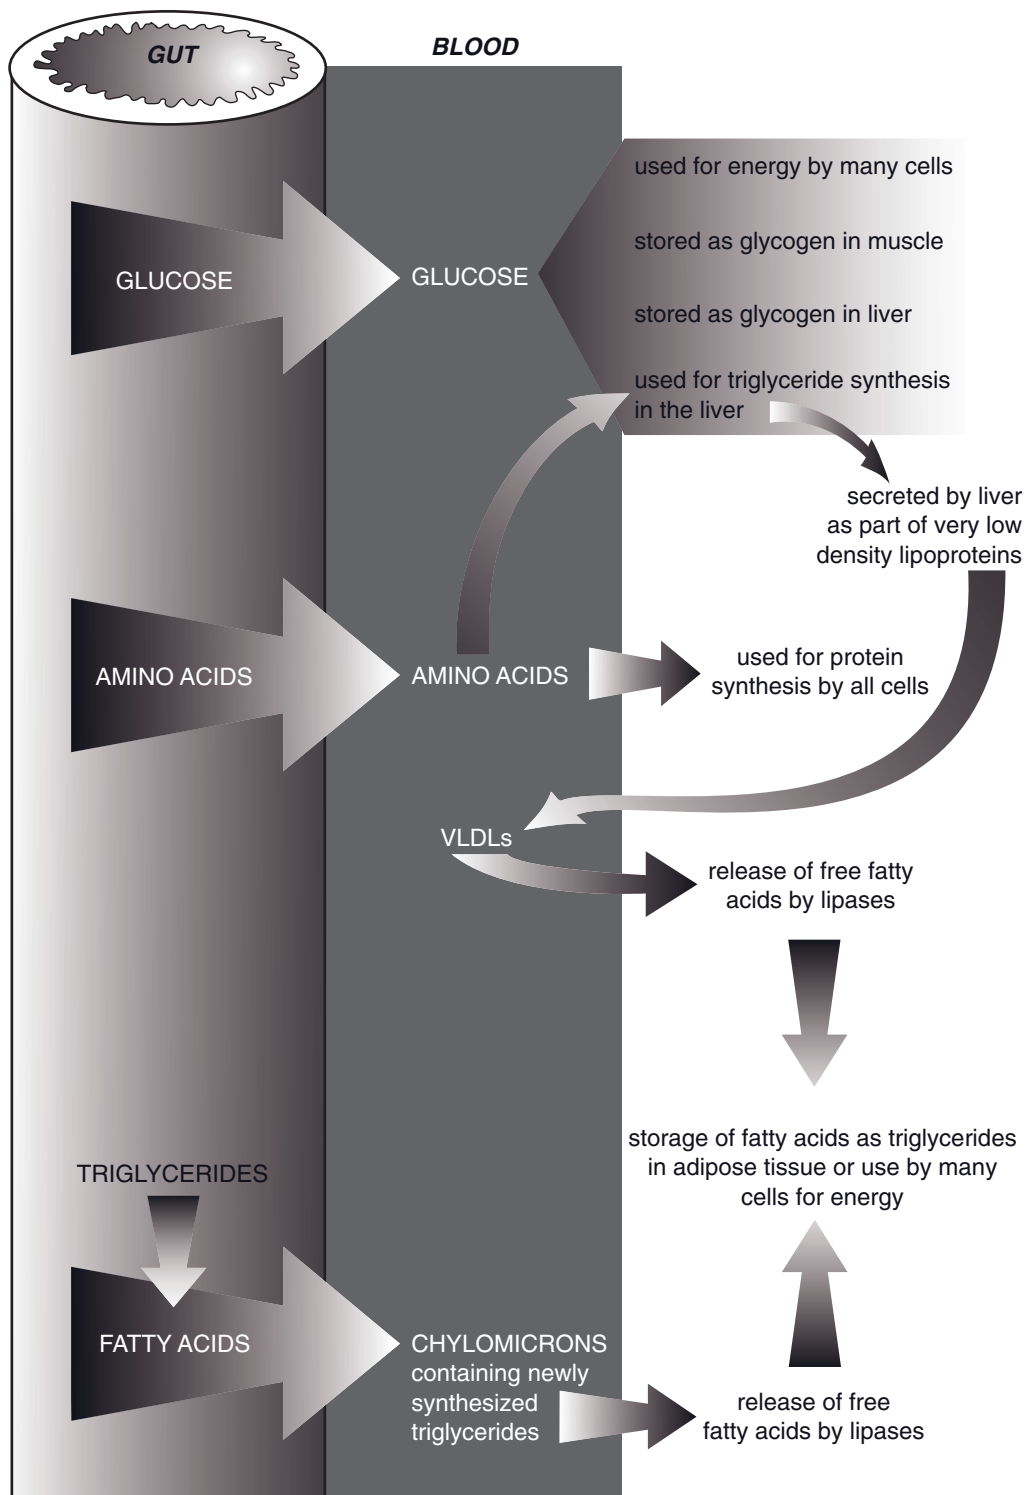 GUT
BLOOD
GLUCOSE
GLUCOSE
used for energy by many cells
stored as glycogen in muscle
stored as glycogen in liver
used for triglyceride synthesis
in the liver
secreted by liver
as part of very low
density lipoproteins
AMINO ACIDS
AMINO ACIDS
used for protein
synthesis by all cells
VLDLs
release of free fatty
acids by lipases
storage of fatty acids as triglycerides
in adipose tissue or use by many
cells for energy
TRIGLYCERIDES
FATTY ACIDS
CHYLOMICRONS
containing newly
synthesized
triglycerides
release of free
fatty acids by lipases